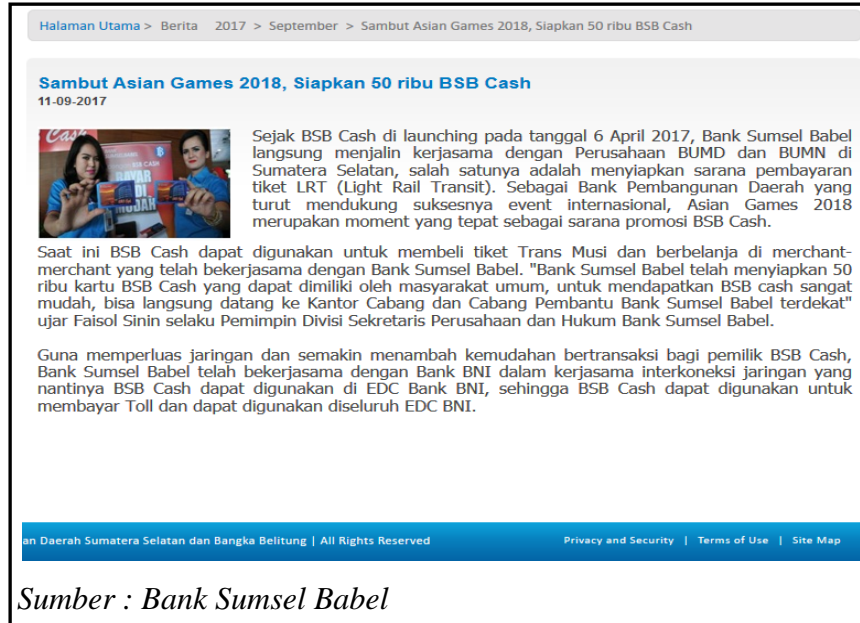 Halaman Utama > Berita 2017 > September > Sambut Asian Games 2018, Siapkan 50 ribu BSB Cash
Sambut Asian Games 2018, Siapkan 50 ribu BSB Cash
11-09-2017
Cash
BSB CASH
BAYAR
DI
MUDAH
Sejak BSB Cash di launching pada tanggal 6 April 2017, Bank Sumsel Babel
langsung menjalin kerjasama dengan Perusahaan BUMD dan BUMN di
Sumatera Selatan, salah satunya adalah menyiapkan sarana pembayaran
tiket LRT (Light Rail Transit). Sebagai Bank Pembangunan Daerah yang
turut mendukung suksesnya event internasional, Asian Games 2018
merupakan moment yang tepat sebagai sarana promosi BSB Cash.
Saat ini BSB Cash dapat digunakan untuk membeli tiket Trans Musi dan berbelanja di merchant-
merchant yang telah bekerjasama dengan Bank Sumsel Babel. "Bank Sumsel Babel telah menyiapkan 50
ribu kartu BSB Cash yang dapat dimiliki oleh masyarakat umum, untuk mendapatkan BSB cash sangat
mudah, bisa langsung datang ke Kantor Cabang dan Cabang Pembantu Bank Sumsel Babel terdekat"
ujar Faisol Sinin selaku Pemimpin Divisi Sekretaris Perusahaan dan Hukum Bank Sumsel Babel.
Guna memperluas jaringan dan semakin menambah kemudahan bertransaksi bagi pemilik BSB Cash,
Bank Sumsel Babel telah bekerjasama dengan Bank BNI dalam kerjasama interkoneksi jaringan yang
nantinya BSB Cash dapat digunakan di EDC Bank BNI, sehingga BSB Cash dapat digunakan untuk
membayar Toll dan dapat digunakan diseluruh EDC BNI.
an Daerah Sumatera Selatan dan Bangka Belitung | All Rights Reserved
Privacy and Security | Terms of Use | Site Map
Sumber : Bank Sumsel Babel